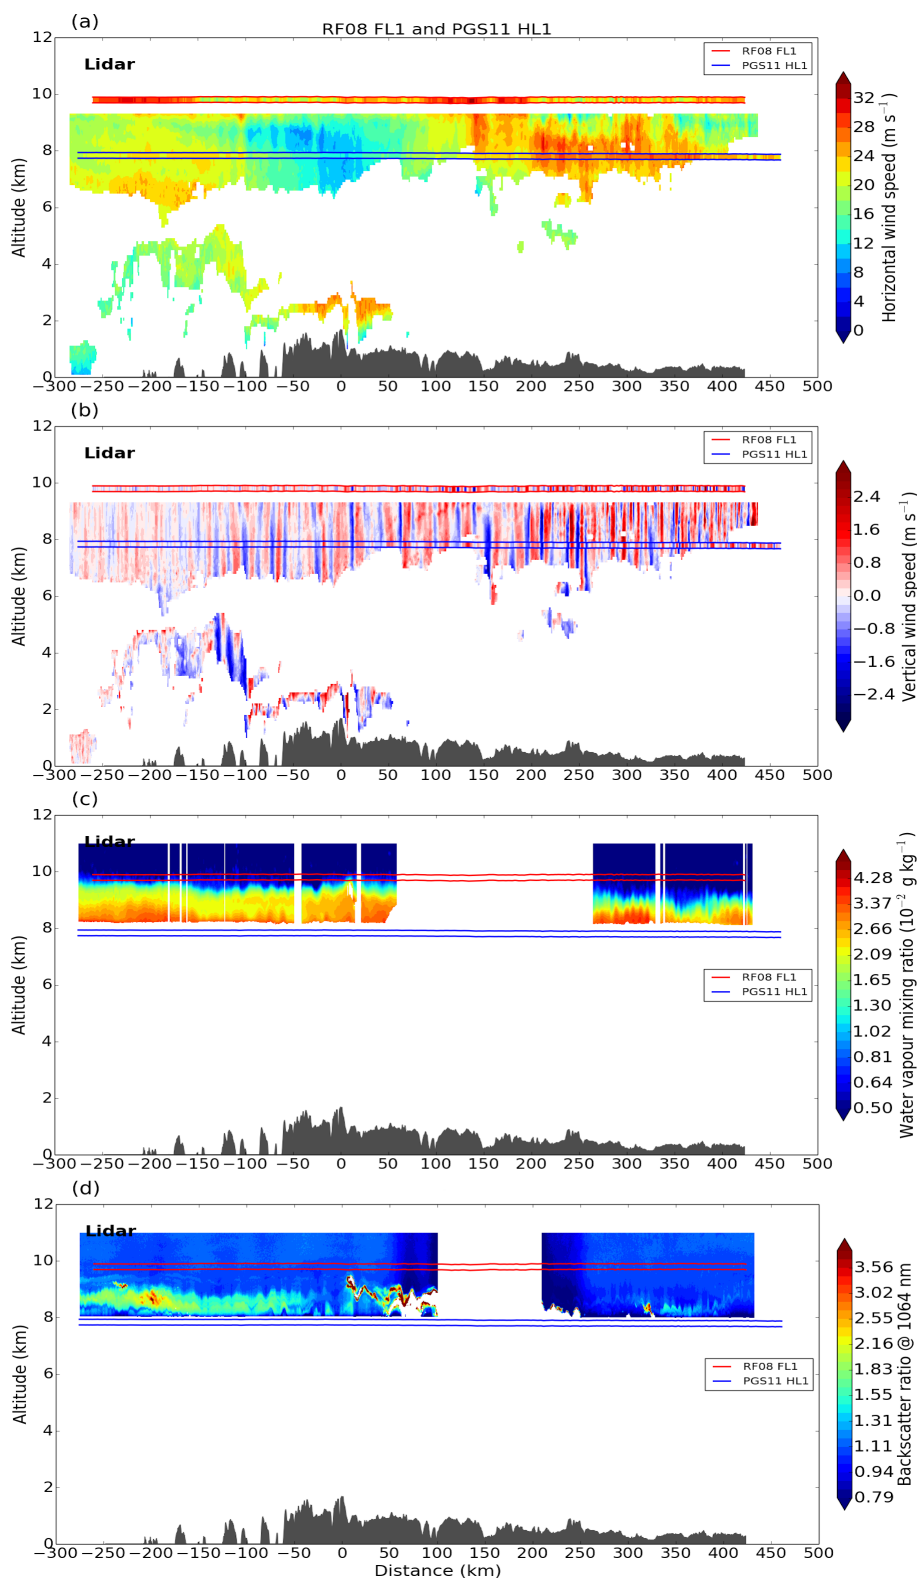 (a)
RF08 FL1 and PGS11 HL1
12
10
8
6
4
2
0
Altitude (km)
Lidar
RF08 FL1
PGS11 HL1
−300 −250 −200 −150 −100 −50 0 50 100 150 200 250 300 350 400 450 500
32
28
24
20
16
12
8
4
0
Horizontal wind speed (m s⁻¹)
(b)
12
10
8
6
4
2
0
Altitude (km)
Lidar
RF08 FL1
PGS11 HL1
−300 −250 −200 −150 −100 −50 0 50 100 150 200 250 300 350 400 450 500
2.4
1.6
0.8
0.0
−0.8
−1.6
−2.4
Vertical wind speed (m s⁻¹)
(c)
12
10
8
6
4
2
0
Altitude (km)
Lidar
RF08 FL1
PGS11 HL1
−300 −250 −200 −150 −100 −50 0 50 100 150 200 250 300 350 400 450 500
4.28
3.37
2.66
2.09
1.65
1.30
1.02
0.81
0.64
0.50
Water vapour mixing ratio (10⁻² g kg⁻¹)
(d)
12
10
8
6
4
2
0
Altitude (km)
Lidar
RF08 FL1
PGS11 HL1
−300 −250 −200 −150 −100 −50 0 50 100 150 200 250 300 350 400 450 500
Distance (km)
3.56
3.02
2.55
2.16
1.83
1.55
1.31
1.11
0.94
0.79
Backscatter ratio @ 1064 nm